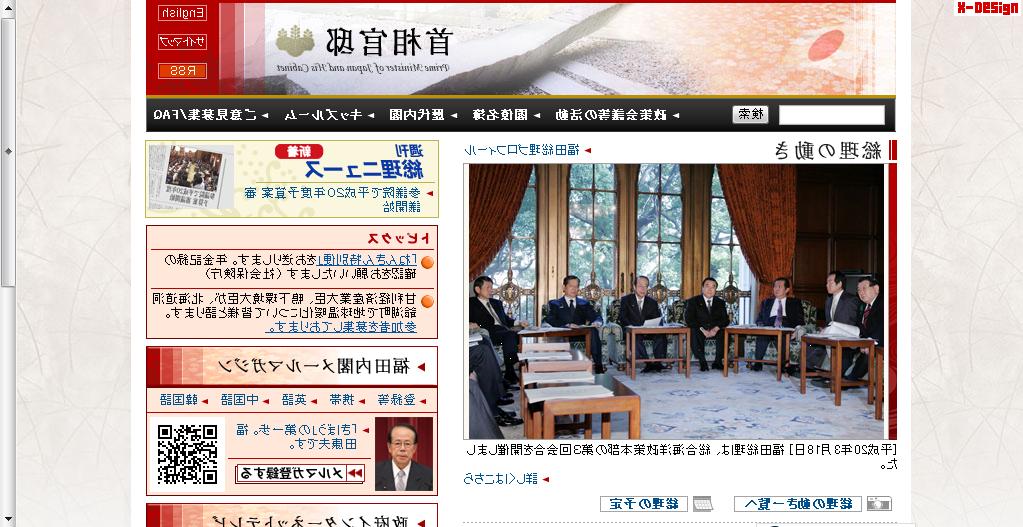 X-DESIGN
English
サイトマップ
RSS
首相官邸
Prime Minister of Japan and His Cabinet
政策会議等の活動
閣僚名簿
歴代内閣
キッズルーム
ご意見募集/FAQ
検索
総理の動き
福田総理プロフィール
[平成20年3月18日] 福田総理は、総合海洋政策本部の第3回会合を開催しまし
た。
詳しくはこちら
総理の動き一覧へ
総理の予定
週刊
新着
総理ニュース
参議院で平成20年度予算案 審
議開始
トピックス
「ねんきん特別便」をお送りします。年金記録の
確認をお願いいたします (社会保険庁)
甘利経済産業大臣、鴨下環境大臣が、北海道洞
爺湖町で地球温暖化について皆様と語ります。
参加者を募集しております。
福田内閣メールマガジン
登録等
携帯
英語
中国語
韓国語
「きぼう」の第一歩。福
田康夫です。
メルマガ登録する
政府インターネットテレビ